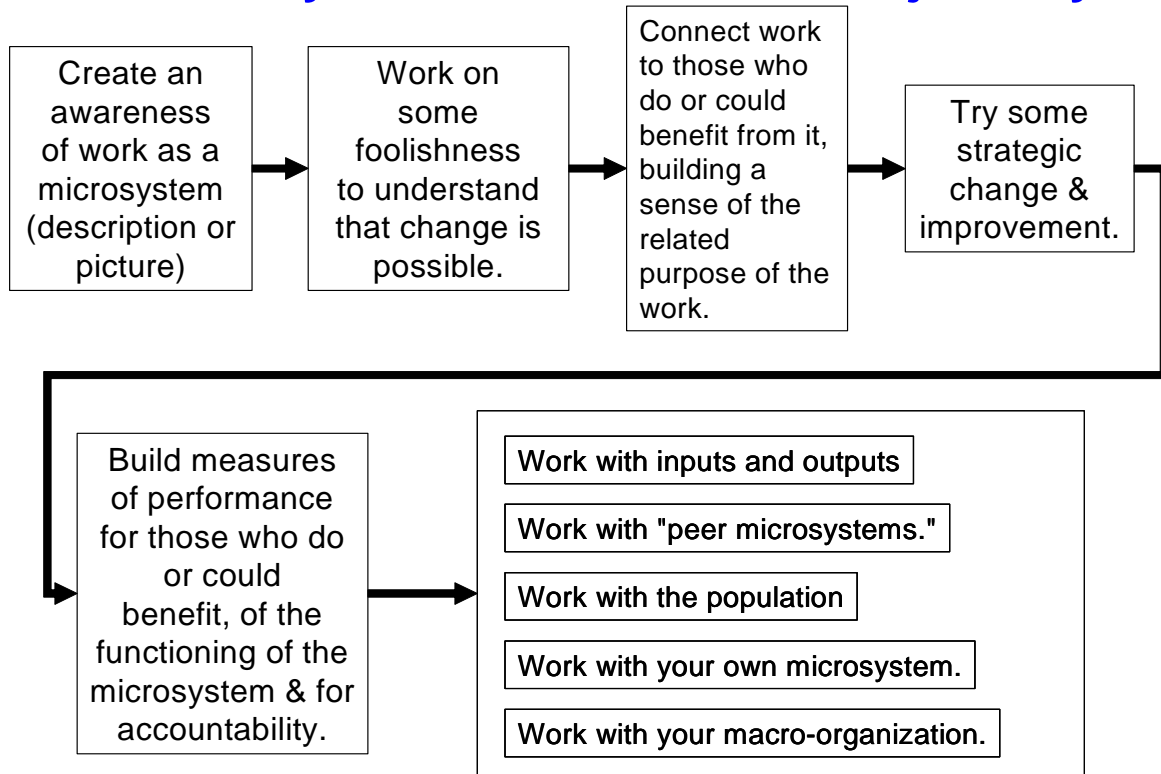 Create an
awareness
of work as a
microsystem
(description or
picture)
Work on
some
foolishness
to understand
that change is
possible.
Connect work
to those who
do or could
benefit from it,
building a
sense of the
related
purpose of the
work.
Try some
strategic
change &
improvement.
Build measures
of performance
for those who do
or could
benefit, of the
functioning of the
microsystem & for
accountability.
Work with inputs and outputs
Work with "peer microsystems."
Work with the population
Work with your own microsystem.
Work with your macro-organization.